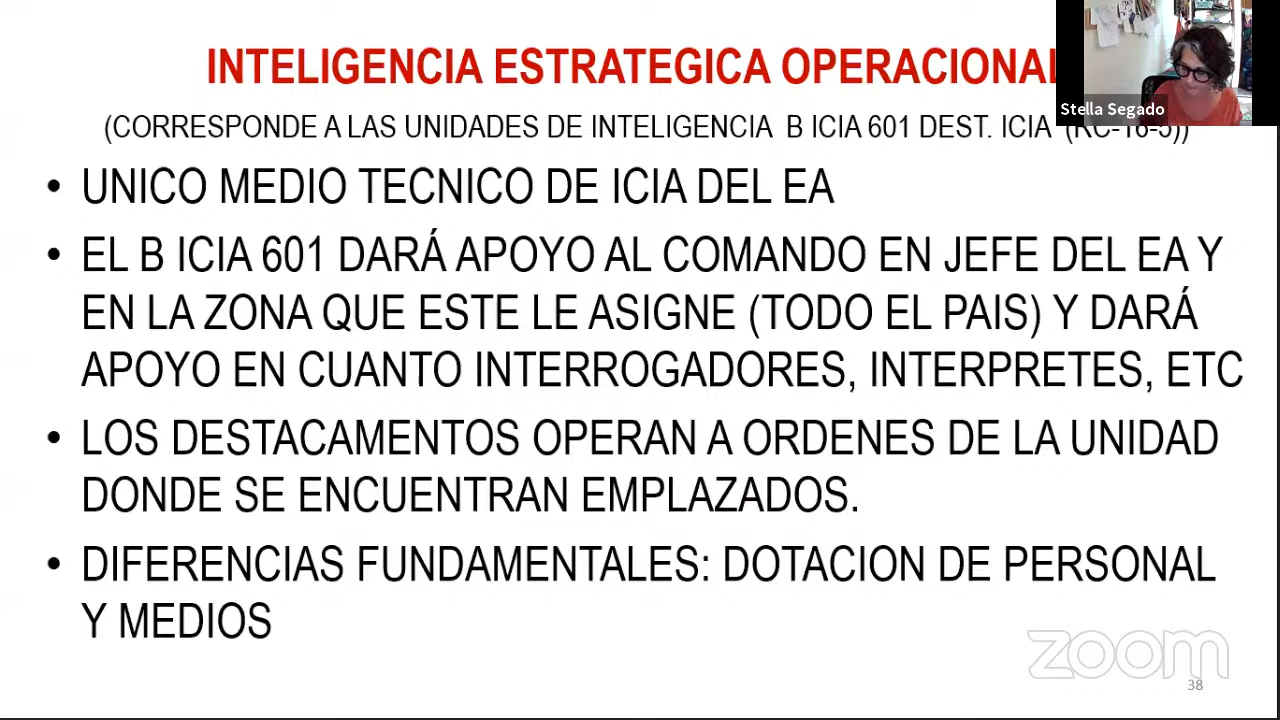 INTELIGENCIA ESTRATEGICA OPERACIONAL
Stella Segado
(CORRESPONDE A LAS UNIDADES DE INTELIGENCIA B ICIA 601 DEST. ICIA (RC-16-5))
• UNICO MEDIO TECNICO DE ICIA DEL EA
• EL B ICIA 601 DARÁ APOYO AL COMANDO EN JEFE DEL EA Y
EN LA ZONA QUE ESTE LE ASIGNE (TODO EL PAIS) Y DARÁ
APOYO EN CUANTO INTERROGADORES, INTERPRETES, ETC
• LOS DESTACAMENTOS OPERAN A ORDENES DE LA UNIDAD
DONDE SE ENCUENTRAN EMPLAZADOS.
• DIFERENCIAS FUNDAMENTALES: DOTACION DE PERSONAL
Y MEDIOS
zoom
38